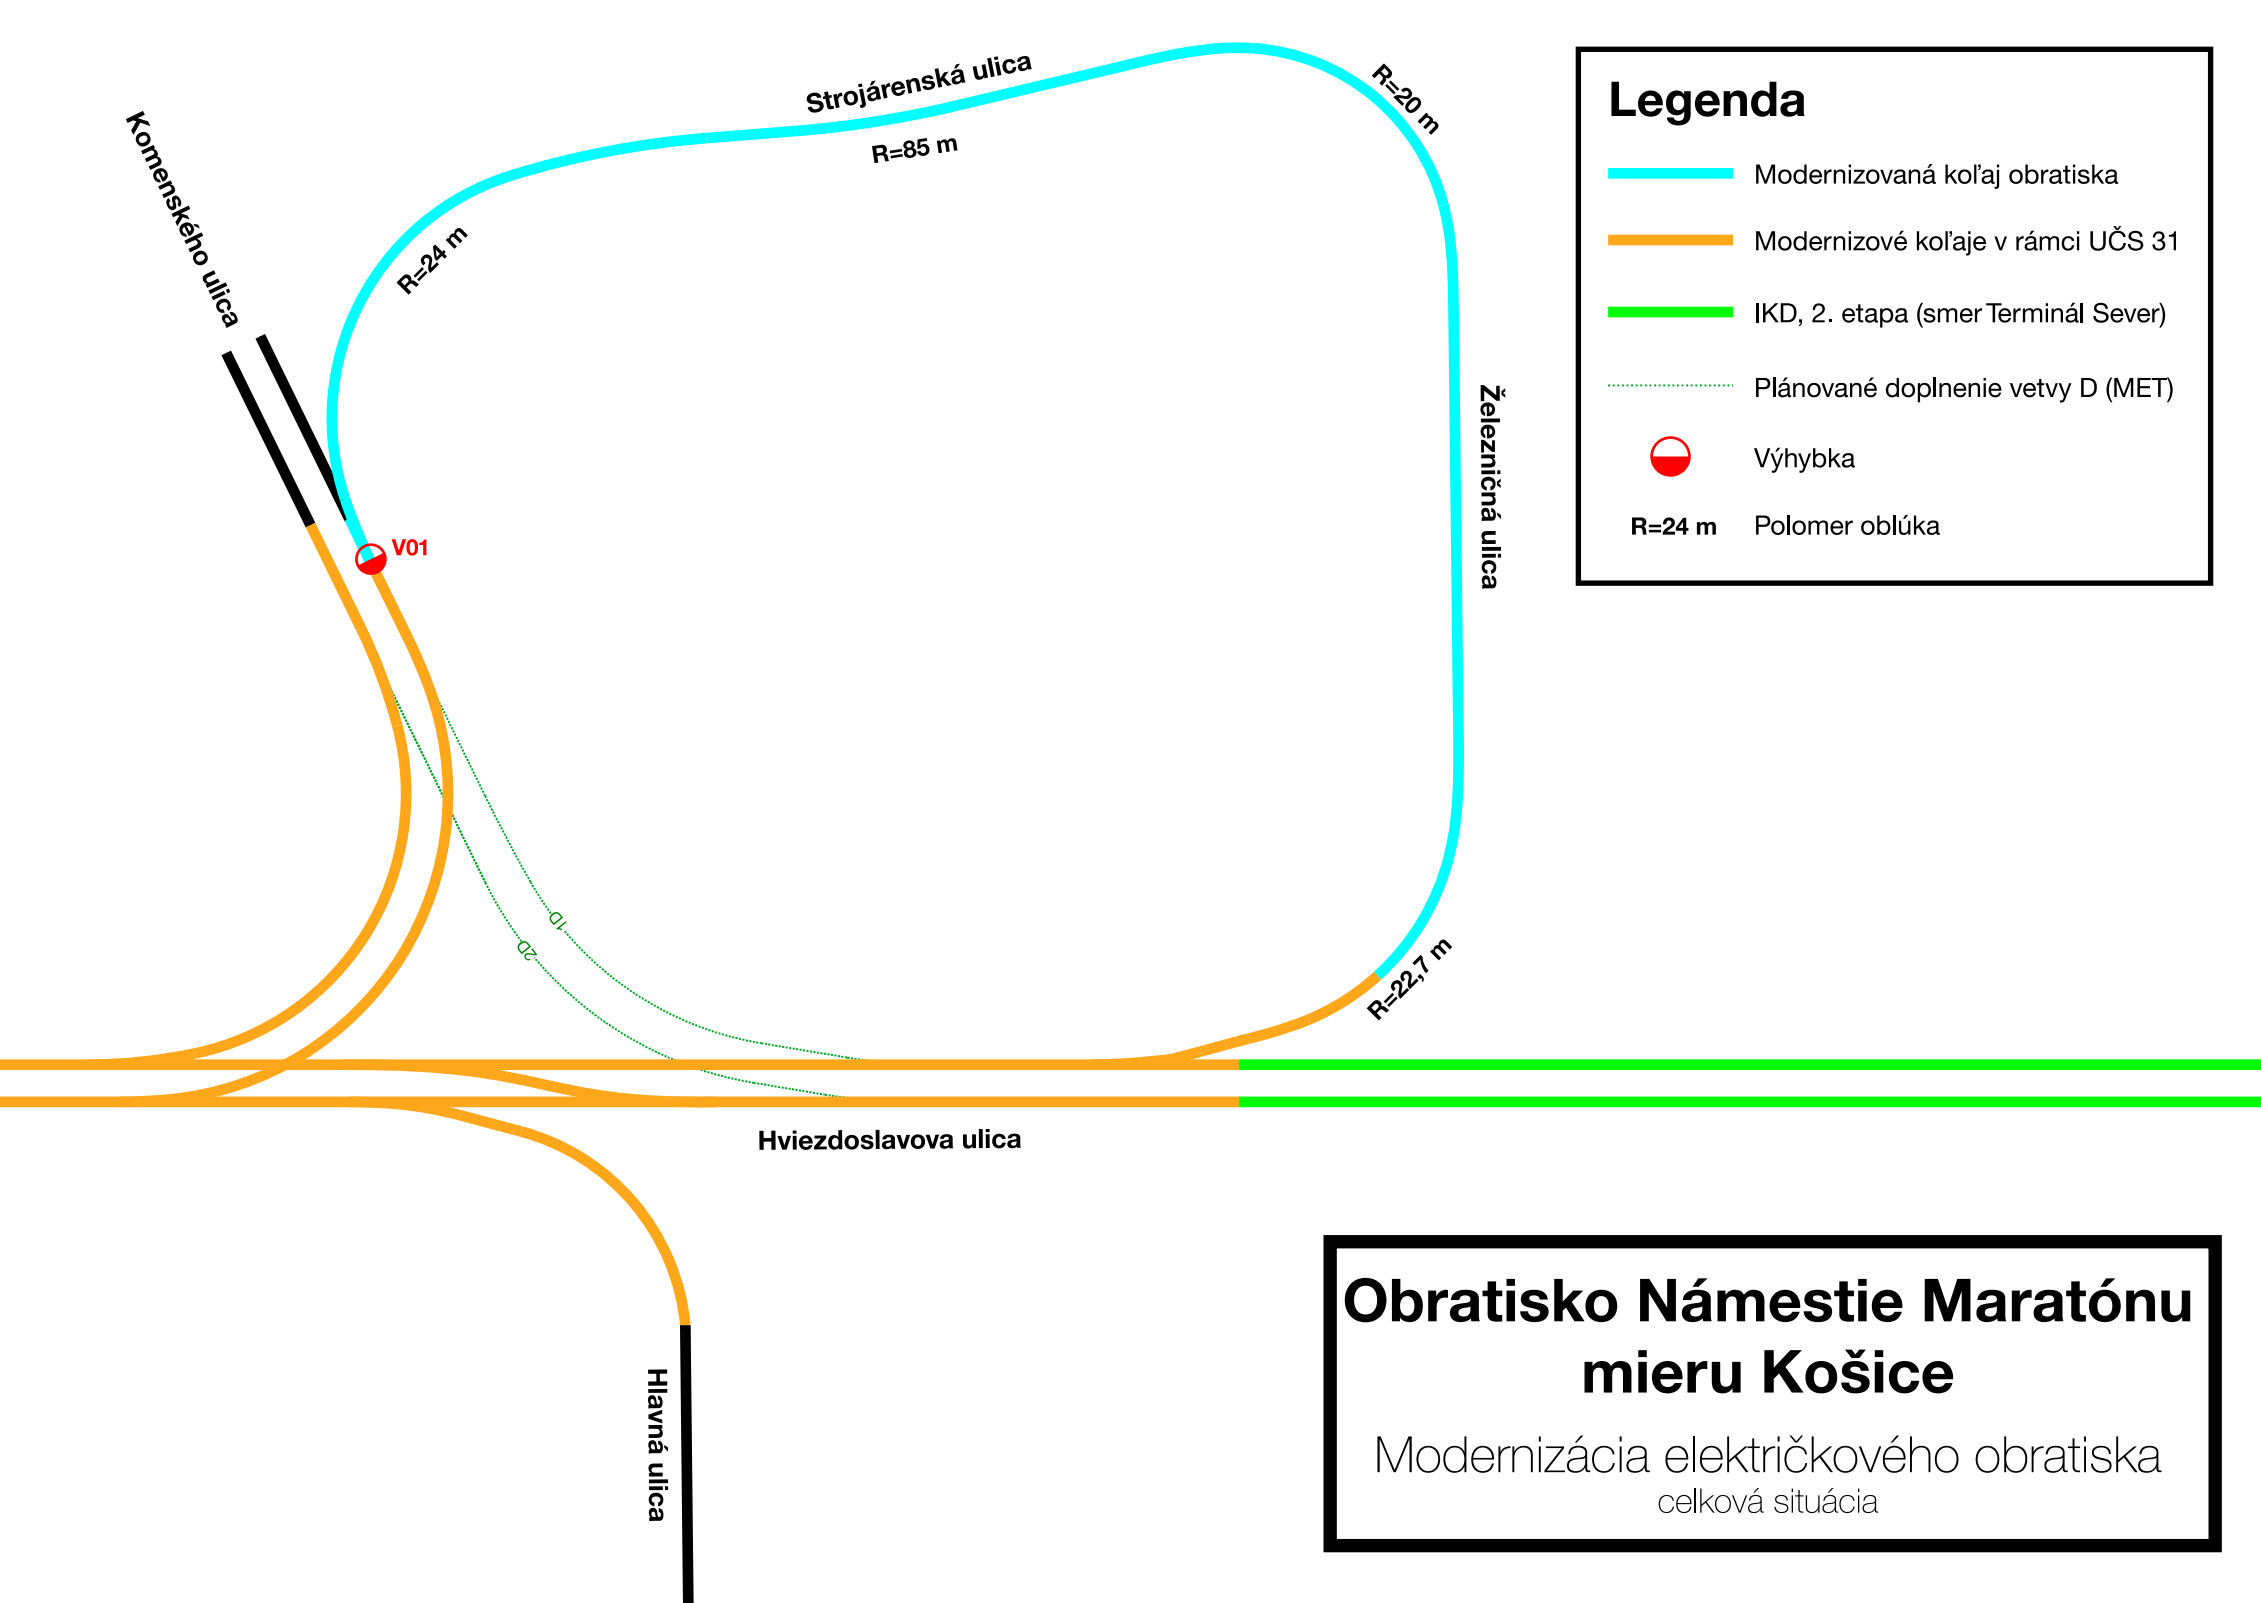 Strojárenská ulica
R=85 m
R=20 m
Komenského ulica
R=24 m
V01
Železničná ulica
1D
2D
R=22,7 m
Hviezdoslavova ulica
Hlavná ulica
Legenda
Modernizovaná koľaj obratiska
Modernizové koľaje v rámci UČS 31
IKD, 2. etapa (smer Terminál Sever)
Plánované doplnenie vetvy D (MET)
Výhybka
R=24 m Polomer oblúka
Obratisko Námestie Maratónu
mieru Košice
Modernizácia električkového obratiska
celková situácia